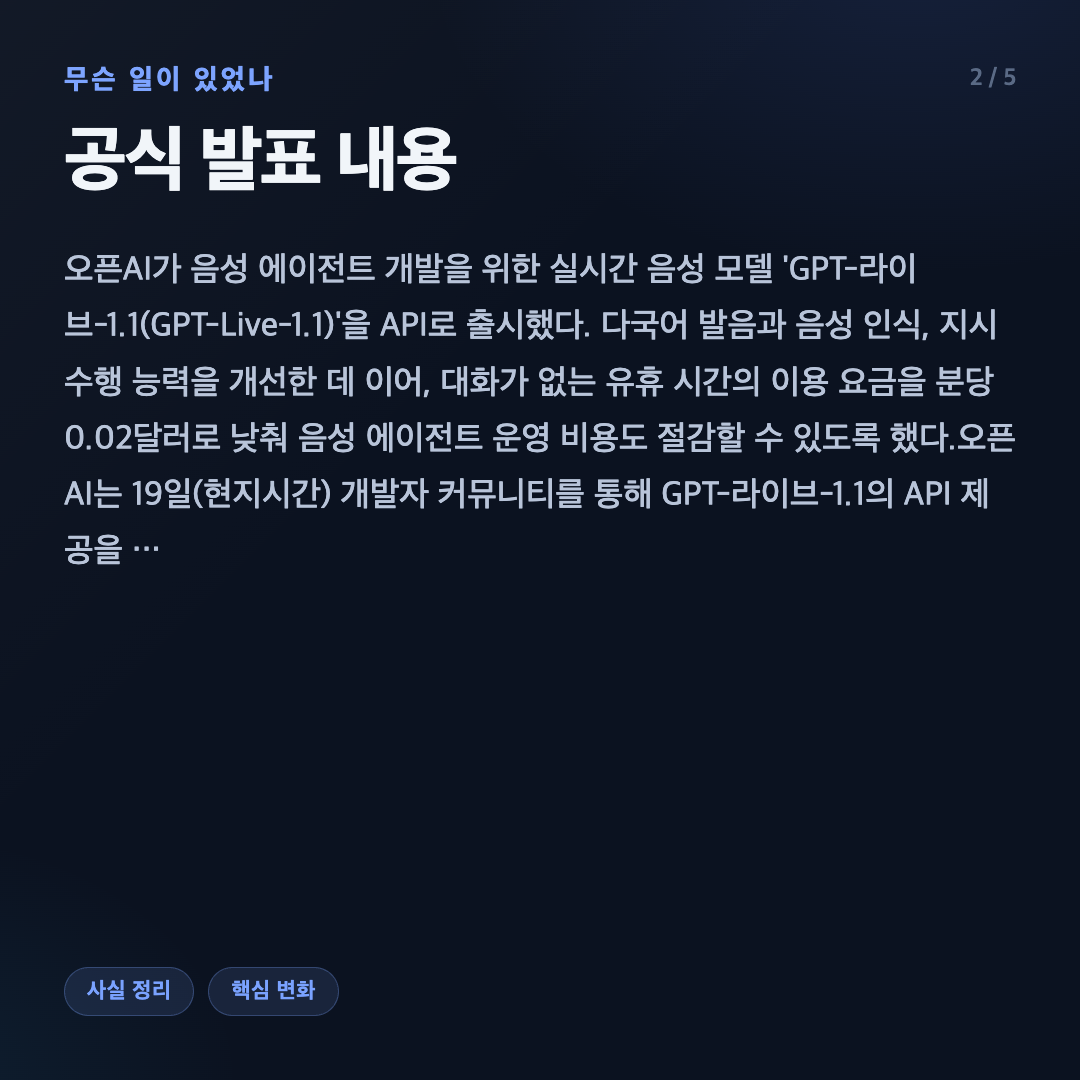 무슨 일이 있었나
2 / 5
공식 발표 내용
오픈AI가 음성 에이전트 개발을 위한 실시간 음성 모델 'GPT-라이
브-1.1(GPT-Live-1.1)'을 API로 출시했다. 다국어 발음과 음성 인식, 지시
수행 능력을 개선한 데 이어, 대화가 없는 유휴 시간의 이용 요금을 분당
0.02달러로 낮춰 음성 에이전트 운영 비용도 절감할 수 있도록 했다.오픈
AI는 19일(현지시간) 개발자 커뮤니티를 통해 GPT-라이브-1.1의 API 제
공을 …
사실 정리
핵심 변화